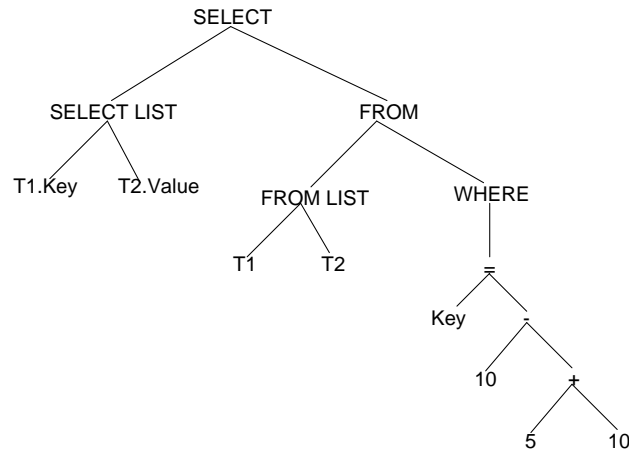 SELECT
SELECT LIST FROM
T1.Key T2.Value FROM LIST WHERE
T1 T2 =
Key -
10 +
5 10